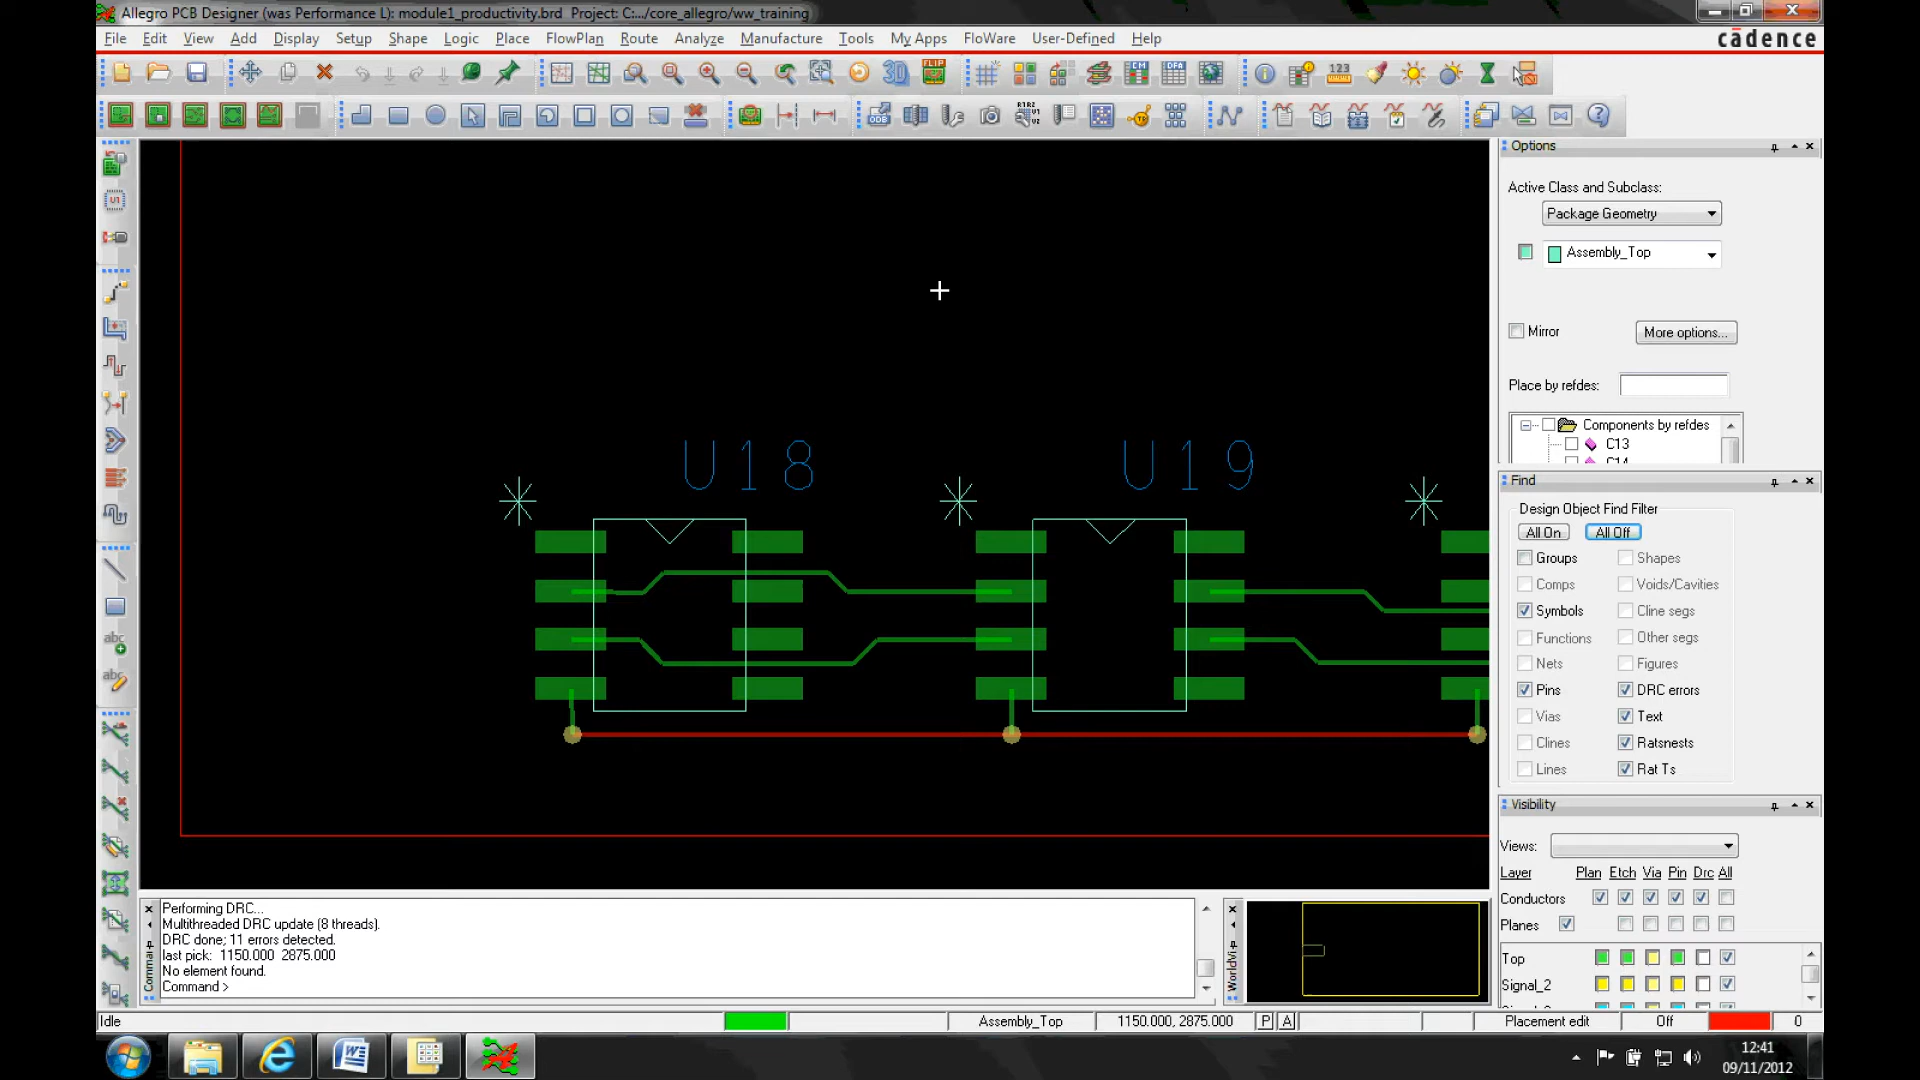 Allegro PCB Designer (was Performance L): module1_productivity.brd Project: C:.../core_allegro/ww_training
File Edit View Add Display Setup Shape Logic Place FlowPlan Route Analyze Manufacture Tools My Apps FloWare User-Defined Help
cādence
Options
Active Class and Subclass:
Package Geometry
Assembly_Top
Mirror
More options...
Place by refdes:
Components by refdes
C13
C14
U18
U19
Find
Design Object Find Filter
All On All Off
Groups Shapes
Comps Voids/Cavities
Symbols Cline segs
Functions Other segs
Nets Figures
Pins DRC errors
Vias Text
Clines Ratsnests
Lines Rat Ts
Visibility
Views:
Layer Plan Etch Via Pin Drc All
Conductors
Planes
Top
Signal_2
Performing DRC...
Multithreaded DRC update (8 threads).
DRC done; 11 errors detected.
last pick: 1150.000 2875.000
No element found.
Command >
Idle Assembly_Top 1150.000, 2875.000 P A Placement edit Off 0
12:41
09/11/2012